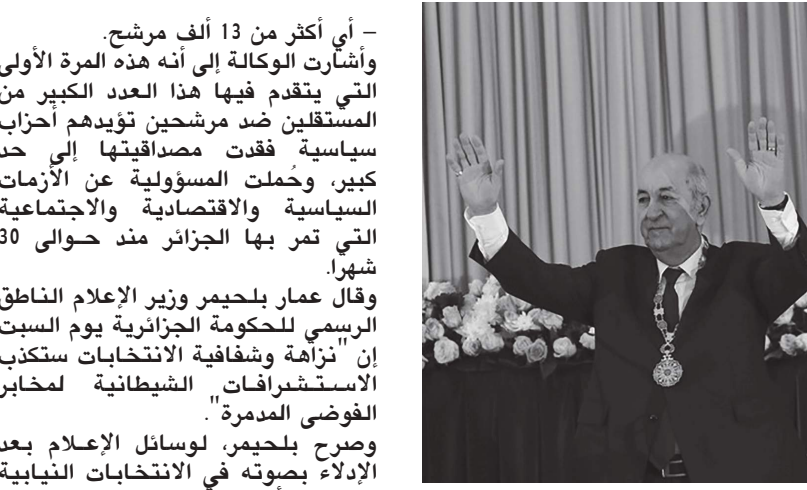 – أي أكثر من 13 ألف مرشح.
وأشارت الوكالة إلى أنه هذه المرة الأولى
التي يتقدم فيها هذا العدد الكبير من
المستقلين ضد مرشحين تؤيدهم أحزاب
سياسية فقدت مصداقيتها إلى حد
كبير، وحُملت المسؤولية عن الأزمات
السياسية والاقتصادية والاجتماعية
التي تمر بها الجزائر مند حوالى 30
شهرا.
وقال عمار بلحيمر وزير الإعلام الناطق
الرسمي للحكومة الجزائرية يوم السبت
إن "نزاهة وشفافية الانتخابات ستكذب
الاستشرافات الشيطانية لمخابر
الفوضى المدمرة".
وصرح بلحيمر، لوسائل الإعلام بعد
الإدلاء بصوته في الانتخابات النيابية